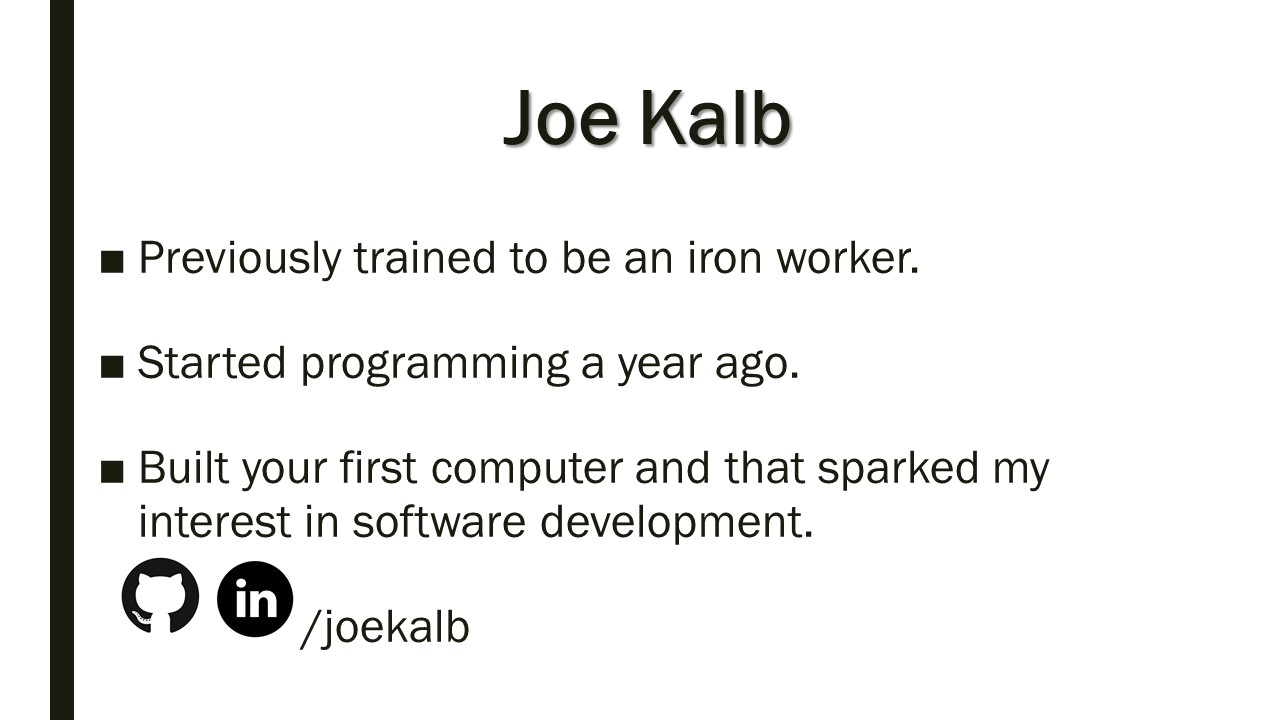 Joe Kalb
■ Previously trained to be an iron worker.
■ Started programming a year ago.
■ Built your first computer and that sparked my
interest in software development.
in /joekalb